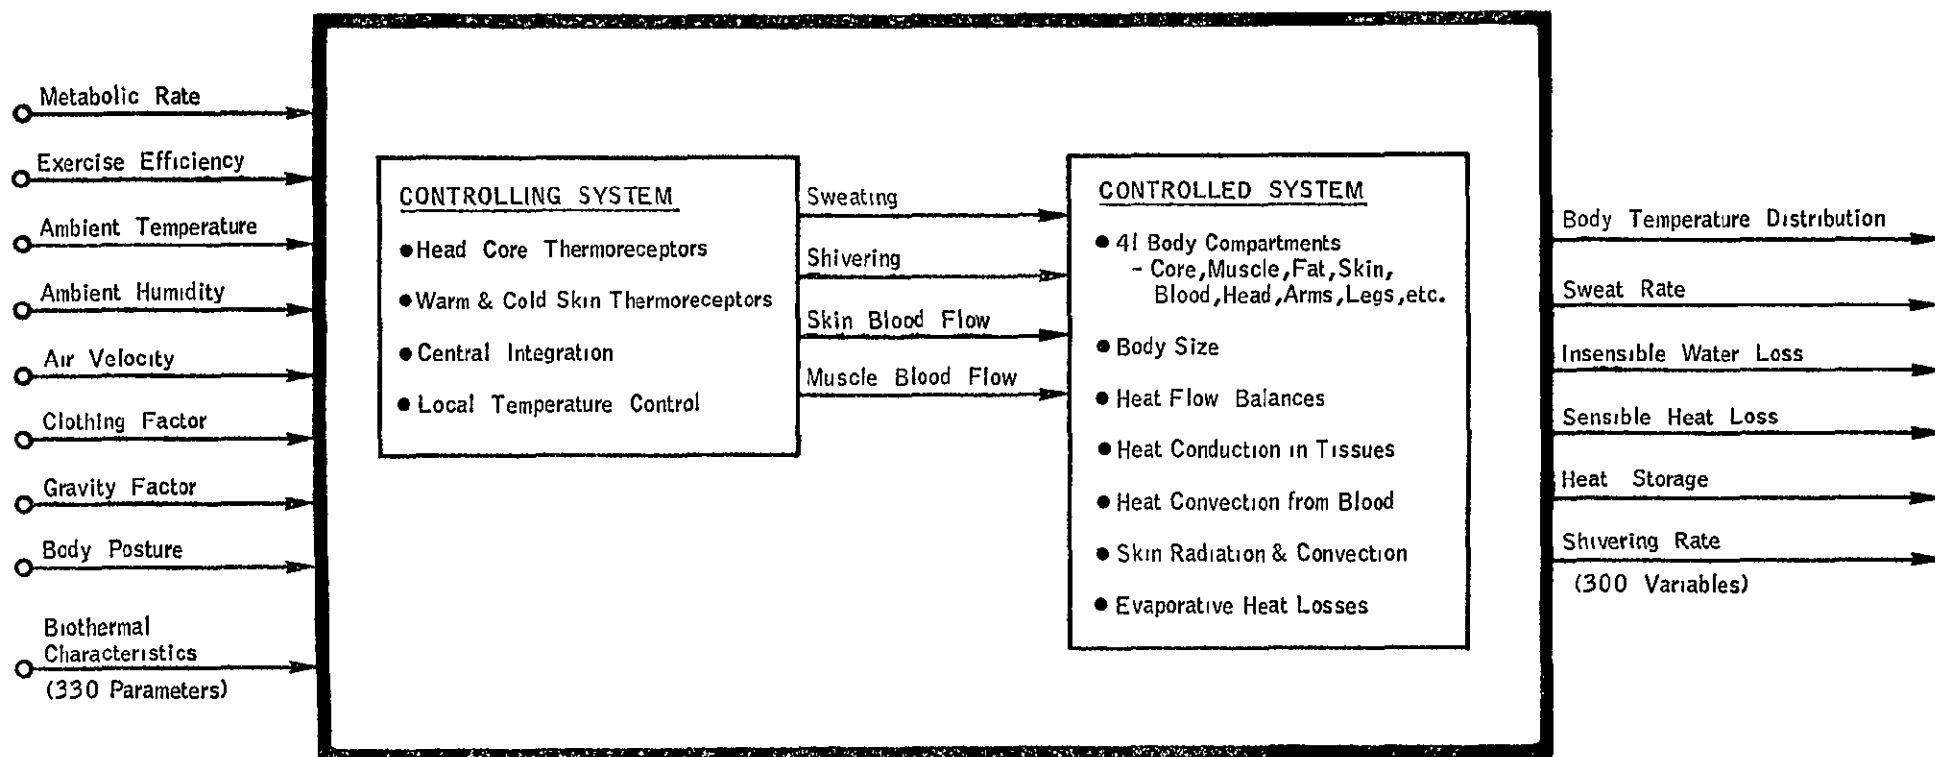 Metabolic Rate
Exercise Efficiency
Ambient Temperature
Ambient Humidity
Air Velocity
Clothing Factor
Gravity Factor
Body Posture
Biothermal
Characteristics
(330 Parameters)
CONTROLLING SYSTEM
●Head Core Thermoreceptors
●Warm & Cold Skin Thermoreceptors
●Central Integration
●Local Temperature Control
Sweating
Shivering
Skin Blood Flow
Muscle Blood Flow
CONTROLLED SYSTEM
●41 Body Compartments
- Core,Muscle,Fat,Skin,
Blood,Head,Arms,Legs,etc.
●Body Size
●Heat Flow Balances
●Heat Conduction in Tissues
●Heat Convection from Blood
●Skin Radiation & Convection
●Evaporative Heat Losses
Body Temperature Distribution
Sweat Rate
Insensible Water Loss
Sensible Heat Loss
Heat Storage
Shivering Rate
(300 Variables)